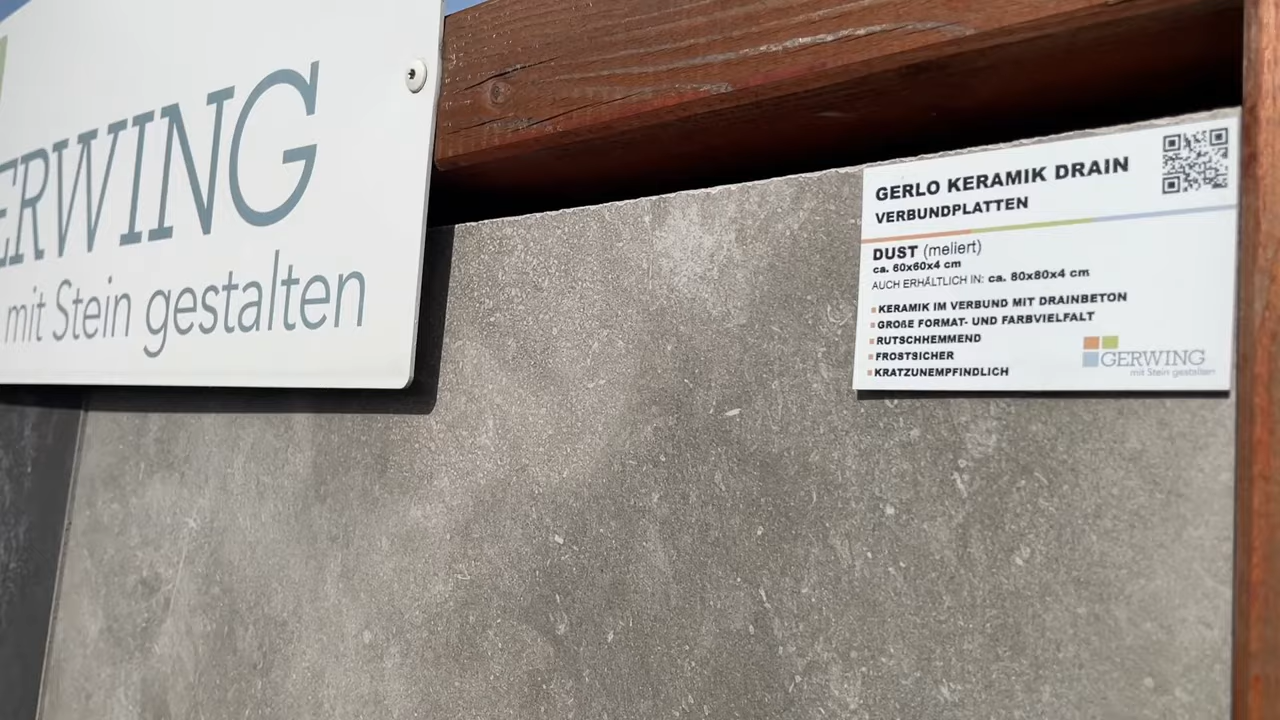 ERWING
mit Stein gestalten
GERLO KERAMIK DRAIN
VERBUNDPLATTEN
DUST (meliert)
ca. 60x60x4 cm
AUCH ERHÄLTLICH IN: ca. 80x80x4 cm
KERAMIK IM VERBUND MIT DRAINBETON
GROßE FORMAT- UND FARBVIELFALT
RUTSCHHEMMEND
FROSTSICHER
KRATZUNEMPFINDLICH
GERWING
mit Stein gestalten